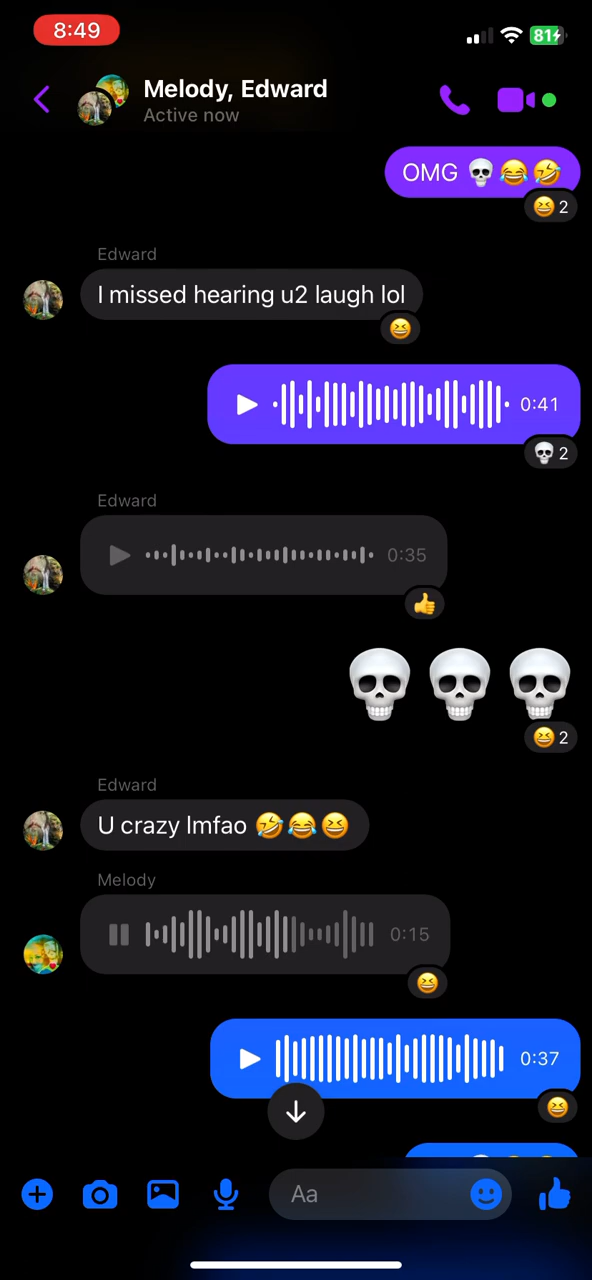 8:49
81
Melody, Edward
Active now
OMG 💀😂🤣
😆 2
Edward
I missed hearing u2 laugh lol
0:41
💀 2
Edward
0:35
💀💀💀
😆 2
Edward
U crazy lmfao 🤣😂😆
Melody
0:15
0:37
Aa